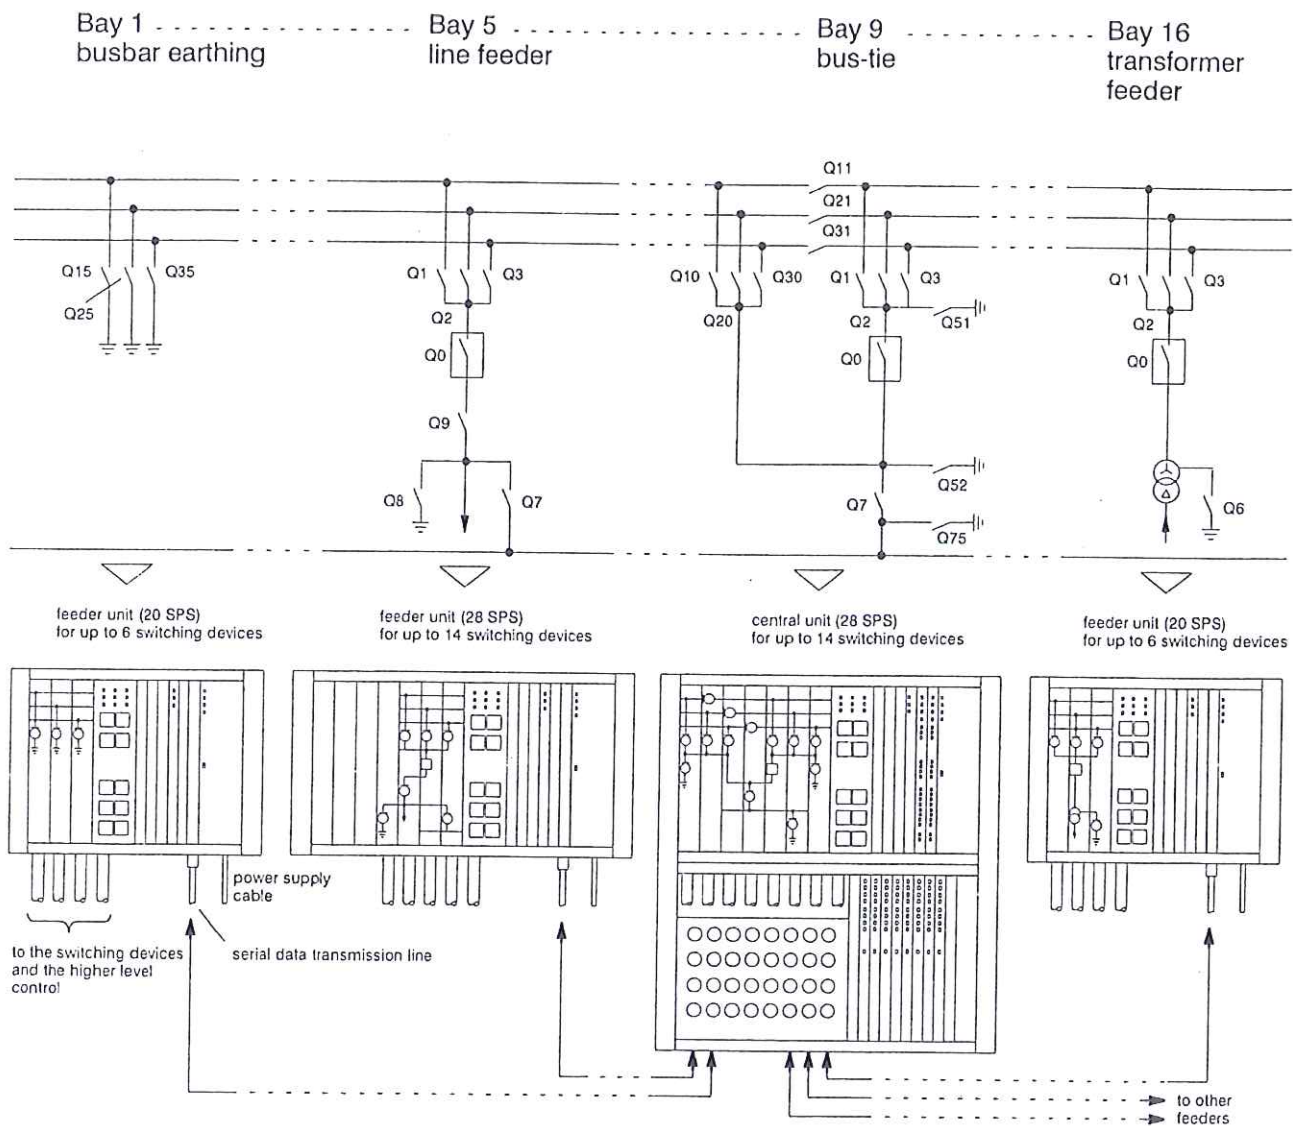 Bay 1
busbar earthing
Bay 5
line feeder
Bay 9
bus-tie
Bay 16
transformer
feeder
Q15
Q35
Q25
Q1
Q3
Q2
Q0
Q9
Q8
Q7
Q11
Q21
Q31
Q10
Q30
Q20
Q1
Q3
Q2
Q51
Q0
Q52
Q7
Q75
Q1
Q3
Q2
Q0
Q6
feeder unit (20 SPS)
for up to 6 switching devices
feeder unit (28 SPS)
for up to 14 switching devices
central unit (28 SPS)
for up to 14 switching devices
feeder unit (20 SPS)
for up to 6 switching devices
power supply
cable
to the switching devices
and the higher level
control
serial data transmission line
to other
feeders